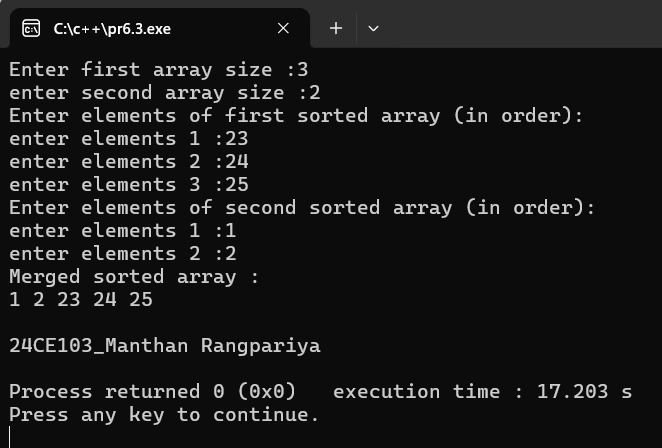 C:\c++\pr6.3.exe
Enter first array size :3
enter second array size :2
Enter elements of first sorted array (in order):
enter elements 1 :23
enter elements 2 :24
enter elements 3 :25
Enter elements of second sorted array (in order):
enter elements 1 :1
enter elements 2 :2
Merged sorted array :
1 2 23 24 25
24CE103_Manthan Rangpariya
Process returned 0 (0x0)   execution time : 17.203 s
Press any key to continue.